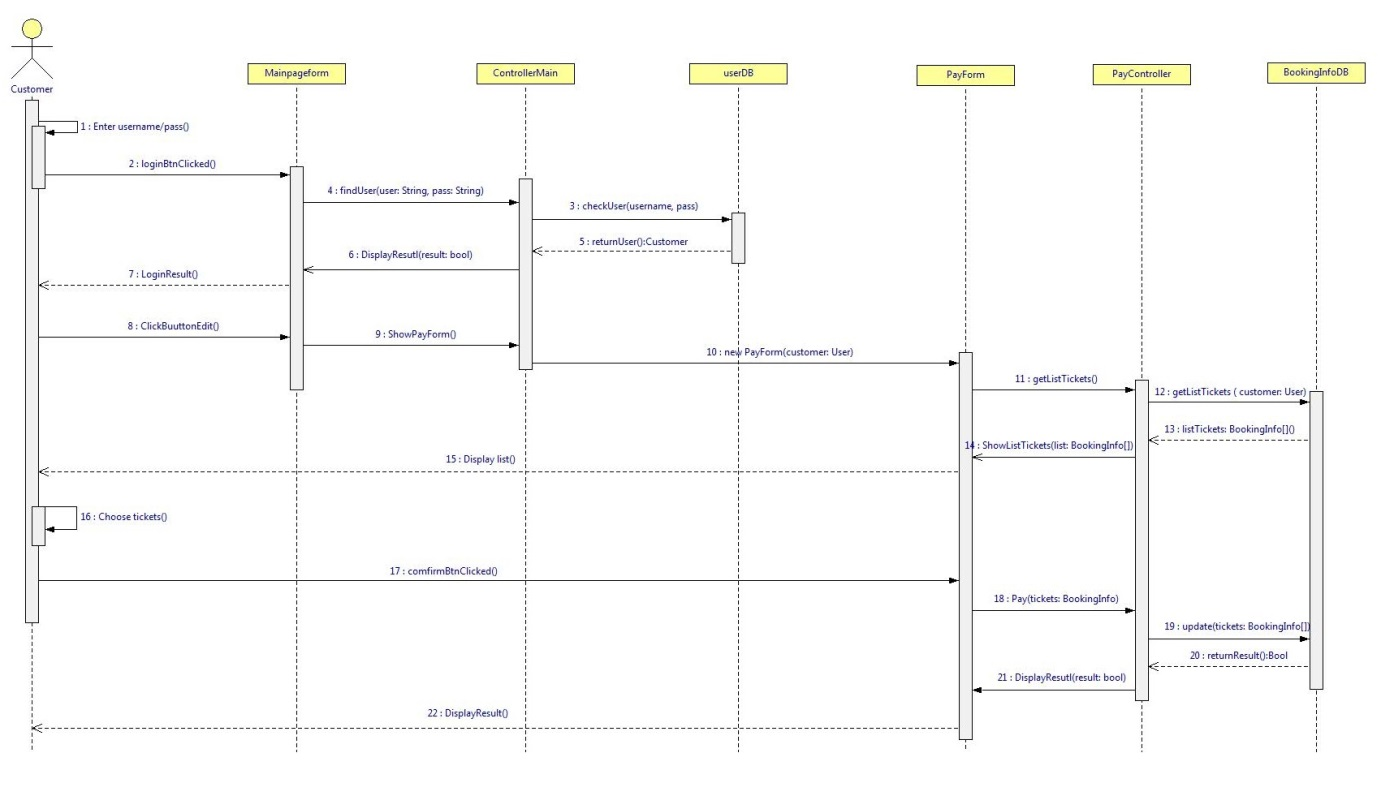 Customer
Mainpageform
ControllerMain
userDB
PayForm
PayController
BookingInfoDB
1 : Enter username/pass()
2 : loginBtnClicked()
4 : findUser(user: String, pass: String)
3 : checkUser(username, pass)
5 : returnUser():Customer
6 : DisplayResutl(result: bool)
7 : LoginResult()
8 : ClickBuuttonEdit()
9 : ShowPayForm()
10 : new PayForm(customer: User)
11 : getListTickets()
12 : getListTickets ( customer: User)
13 : listTickets: BookingInfo[]()
14 : ShowListTickets(list: BookingInfo[])
15 : Display list()
16 : Choose tickets()
17 : comfirmBtnClicked()
18 : Pay(tickets: BookingInfo)
19 : update(tickets: BookingInfo[])
20 : returnResult():Bool
21 : DisplayResutl(result: bool)
22 : DisplayResult()